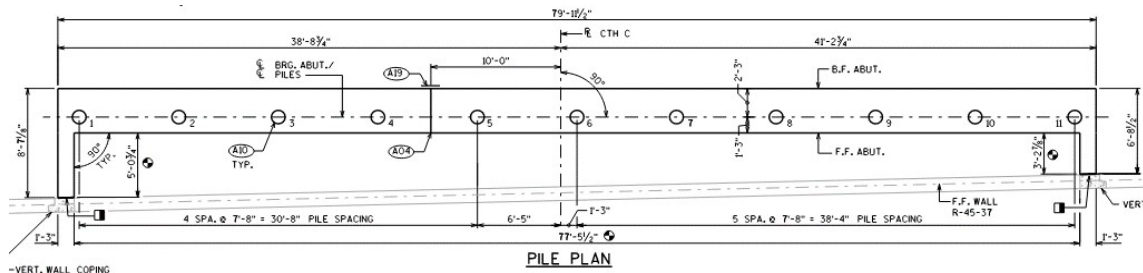 79'-11½"
℞ CTH C
38'-8¾"
41'-2¾"
10'-0"
℄ BRG. ABUT./
℄ PILES
A19
90°
2'-3"
B.F. ABUT.
8'-7⅛"
1 2 3 4 5 6 7 8 9 10 11
6'-8½"
90°
TYP.
5'-0¾"
A10
TYP.
A04
1'-3"
F.F. ABUT.
3'-2⅞"
F.F. WALL
R-45-37
VERT
4 SPA. @ 7'-8" = 30'-8" PILE SPACING
6'-5"
1'-3"
5 SPA. @ 7'-8" = 38'-4" PILE SPACING
1'-3"
77'-5½"
1'-3"
PILE PLAN
-VERT. WALL COPING